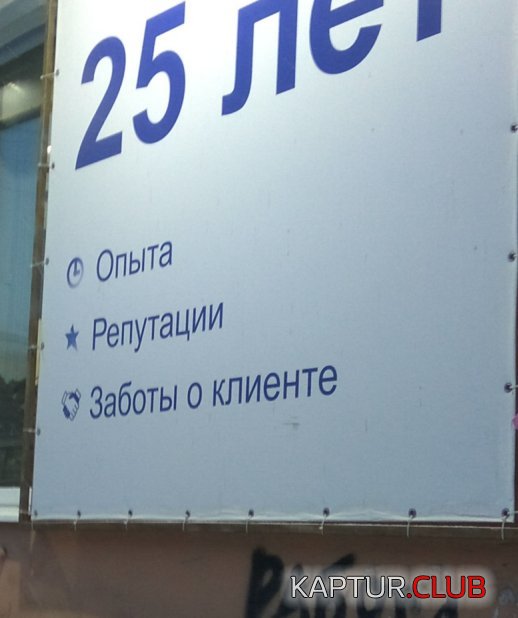 25 лет
Опыта
Репутации
Заботы о клиенте
KAPTUR.CLUB